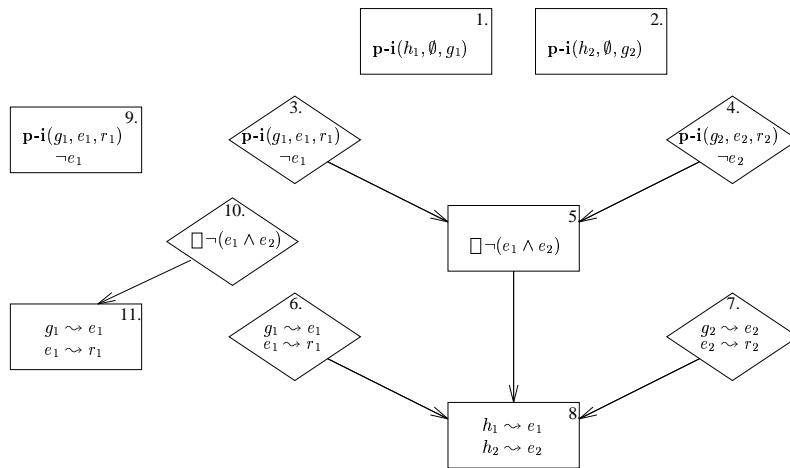 1.
p-i(h₁, ∅, g₁)
2.
p-i(h₂, ∅, g₂)
9.
p-i(g₁, e₁, r₁)
¬e₁
3.
p-i(g₁, e₁, r₁)
¬e₁
4.
p-i(g₂, e₂, r₂)
¬e₂
10.
□¬(e₁ ∧ e₂)
5
□¬(e₁ ∧ e₂)
11.
g₁ ⤳ e₁
e₁ ⤳ r₁
6.
g₁ ⤳ e₁
e₁ ⤳ r₁
7.
g₂ ⤳ e₂
e₂ ⤳ r₂
8
h₁ ⤳ e₁
h₂ ⤳ e₂